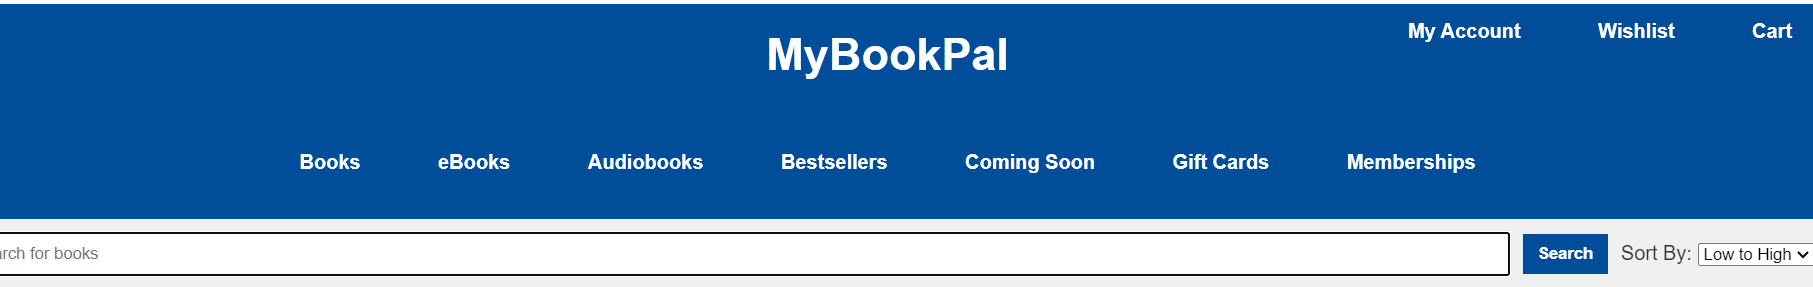 My Account Wishlist Cart
MyBookPal
Books eBooks Audiobooks Bestsellers Coming Soon Gift Cards Memberships
rch for books Search Sort By: Low to High